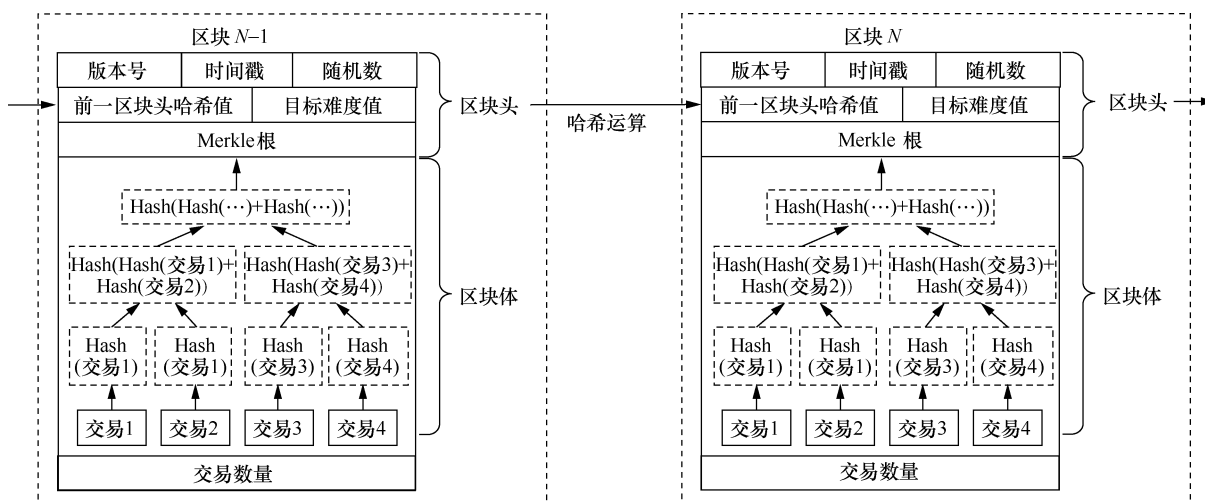 区块 N–1
版本号 时间戳 随机数
前一区块头哈希值 目标难度值
Merkle根
区块头
Hash(Hash(…)+Hash(…))
Hash(Hash(交易1)+
Hash(交易2))
Hash(Hash(交易3)+
Hash(交易4))
区块体
Hash
(交易1)
Hash
(交易1)
Hash
(交易3)
Hash
(交易4)
交易1 交易2 交易3 交易4
交易数量
哈希运算
区块 N
版本号 时间戳 随机数
前一区块头哈希值 目标难度值
Merkle 根
区块头
Hash(Hash(…)+Hash(…))
Hash(Hash(交易1)+
Hash(交易2))
Hash(Hash(交易3)+
Hash(交易4))
区块体
Hash
(交易1)
Hash
(交易1)
Hash
(交易3)
Hash
(交易4)
交易1 交易2 交易3 交易4
交易数量